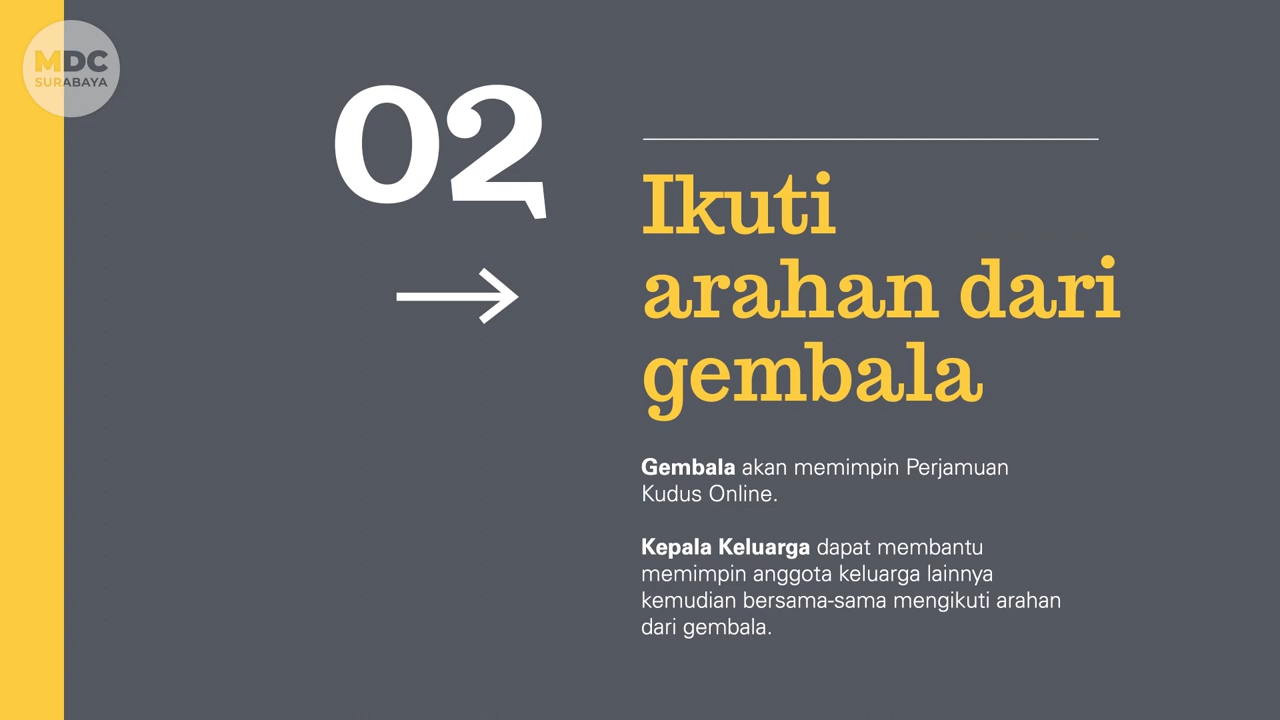 MDC
SURABAYA
02
Ikuti
arahan dari
gembala
Gembala akan memimpin Perjamuan
Kudus Online.
Kepala Keluarga dapat membantu
memimpin anggota keluarga lainnya
kemudian bersama-sama mengikuti arahan
dari gembala.